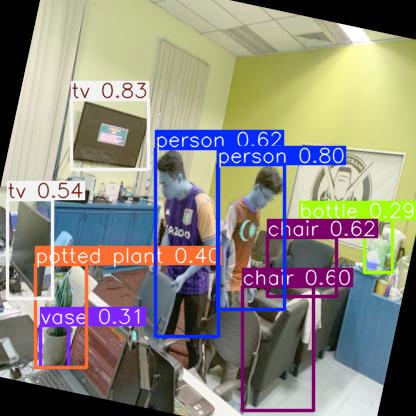 tv 0.83
person 0.62
person 0.80
tv 0.54
bottle 0.29
chair 0.62
potted plant 0.40
chair 0.60
vase 0.31